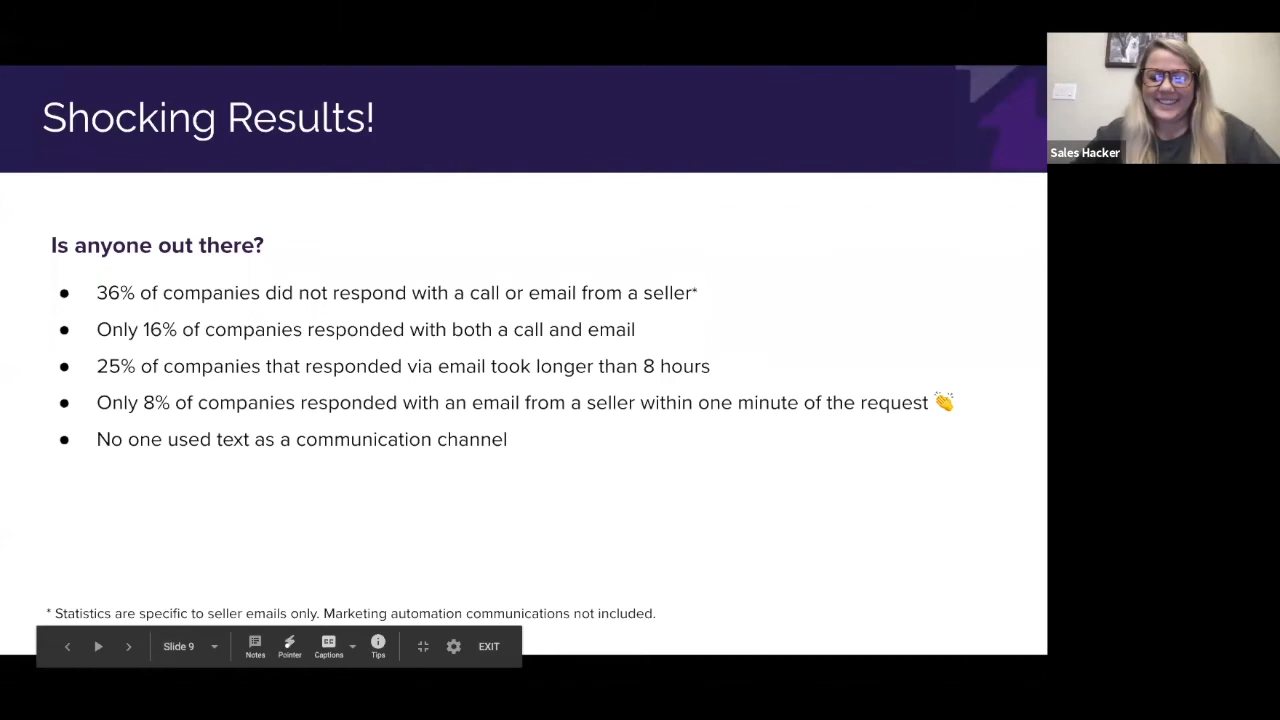 Shocking Results!
Sales Hacker
Is anyone out there?
● 36% of companies did not respond with a call or email from a seller*
● Only 16% of companies responded with both a call and email
● 25% of companies that responded via email took longer than 8 hours
● Only 8% of companies responded with an email from a seller within one minute of the request 👏
● No one used text as a communication channel
* Statistics are specific to seller emails only. Marketing automation communications not included.
Slide 9 Notes Pointer CC Captions Tips EXIT